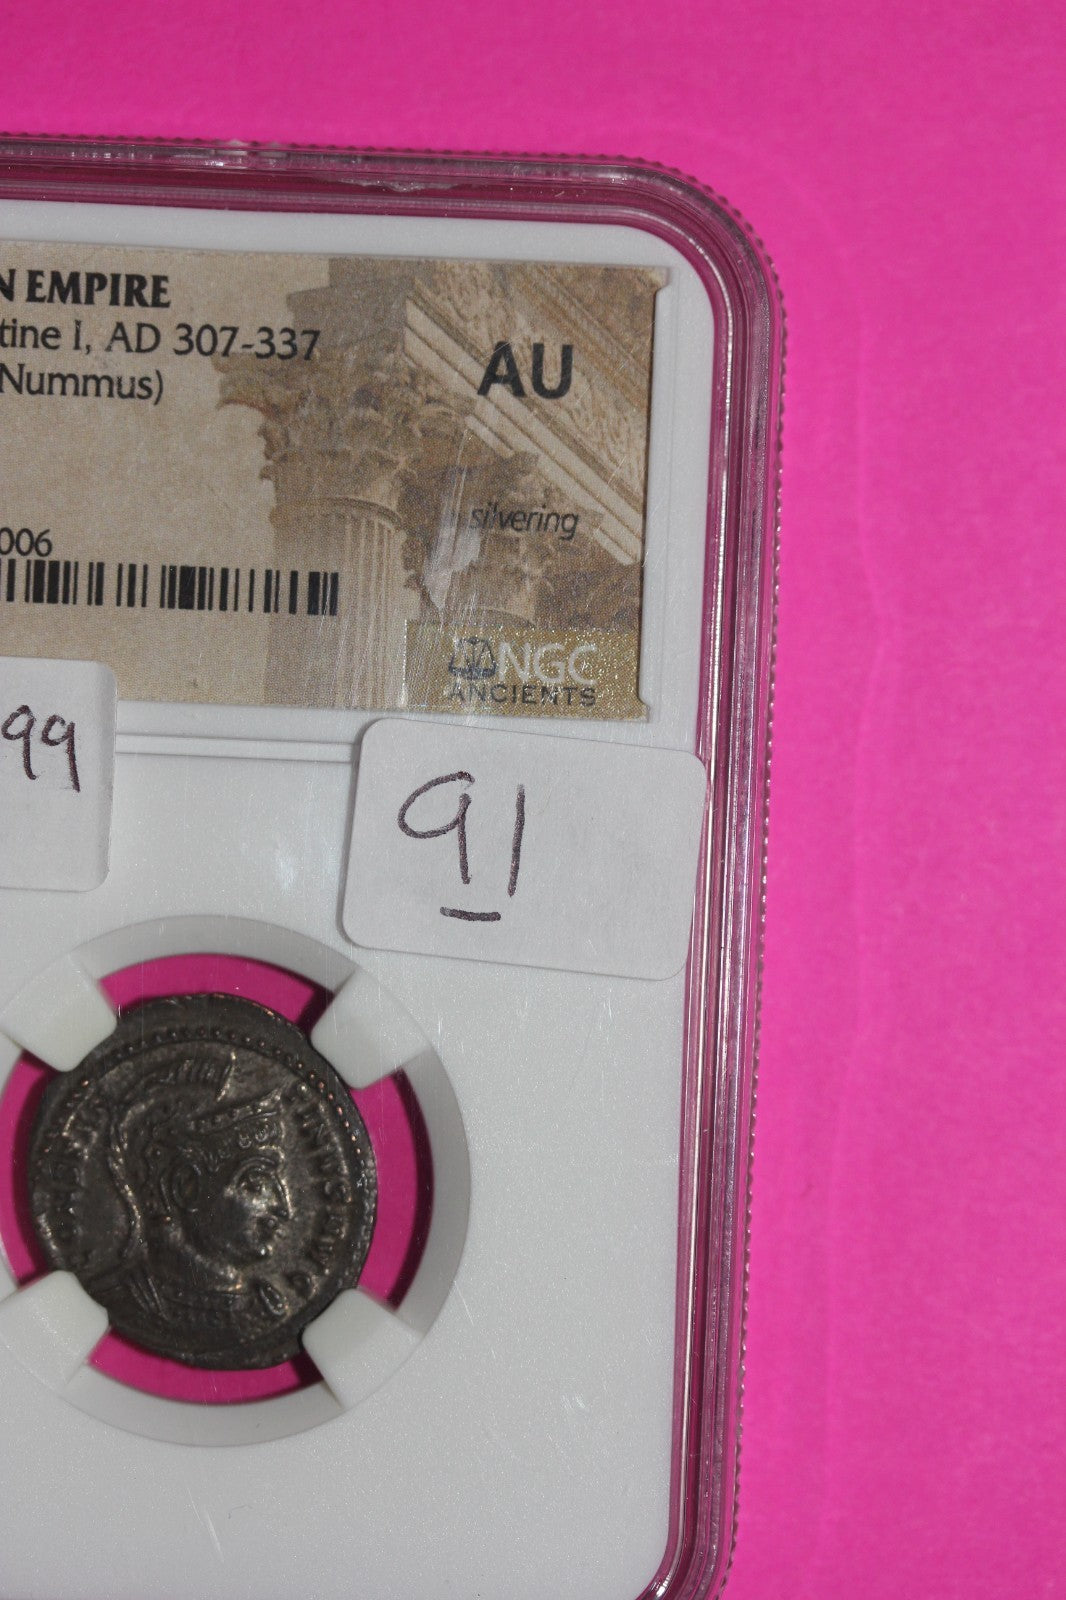 N EMPIRE
tine I, AD 307-337
Nummus)
AU
silvering
006
NGC
ANCIENTS
99
91